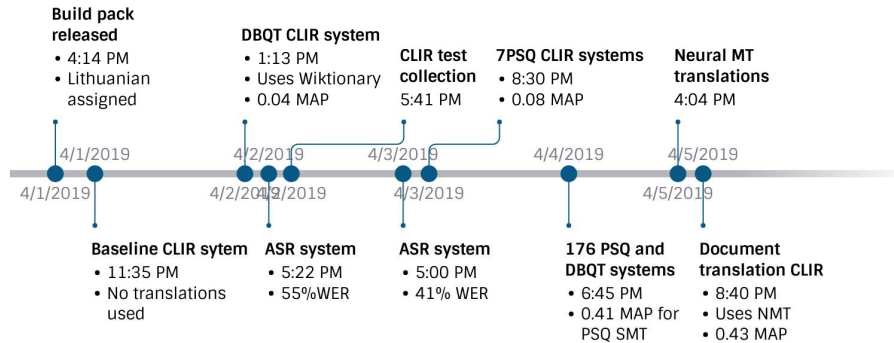 Build pack
released
• 4:14 PM
• Lithuanian
assigned
DBQT CLIR system
• 1:13 PM
• Uses Wiktionary
• 0.04 MAP
CLIR test
collection
5:41 PM
7PSQ CLIR systems
• 8:30 PM
• 0.08 MAP
Neural MT
translations
4:04 PM
4/1/2019
4/2/2019
4/3/2019
4/4/2019
4/5/2019
4/1/2019
4/2/2019
4/2/2019
4/3/2019
4/5/2019
Baseline CLIR sytem
• 11:35 PM
• No translations
used
ASR system
• 5:22 PM
• 55%WER
ASR system
• 5:00 PM
• 41% WER
176 PSQ and
DBQT systems
• 6:45 PM
• 0.41 MAP for
PSQ SMT
Document
translation CLIR
• 8:40 PM
• Uses NMT
• 0.43 MAP